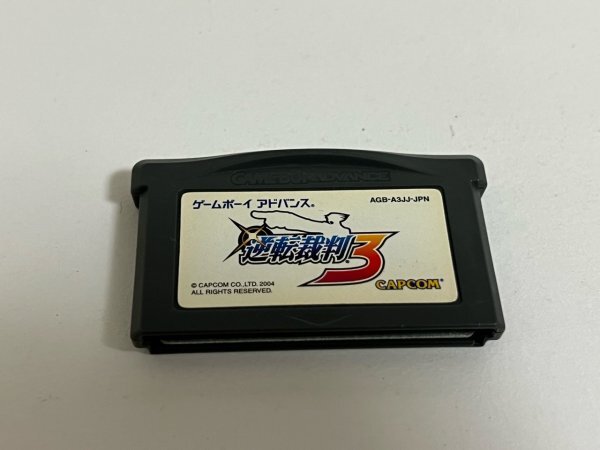 GAME BOY ADVANCE
ゲームボーイ アドバンス®
AGB-A3JJ-JPN
逆転裁判3
© CAPCOM CO., LTD. 2004
ALL RIGHTS RESERVED.
CAPCOM